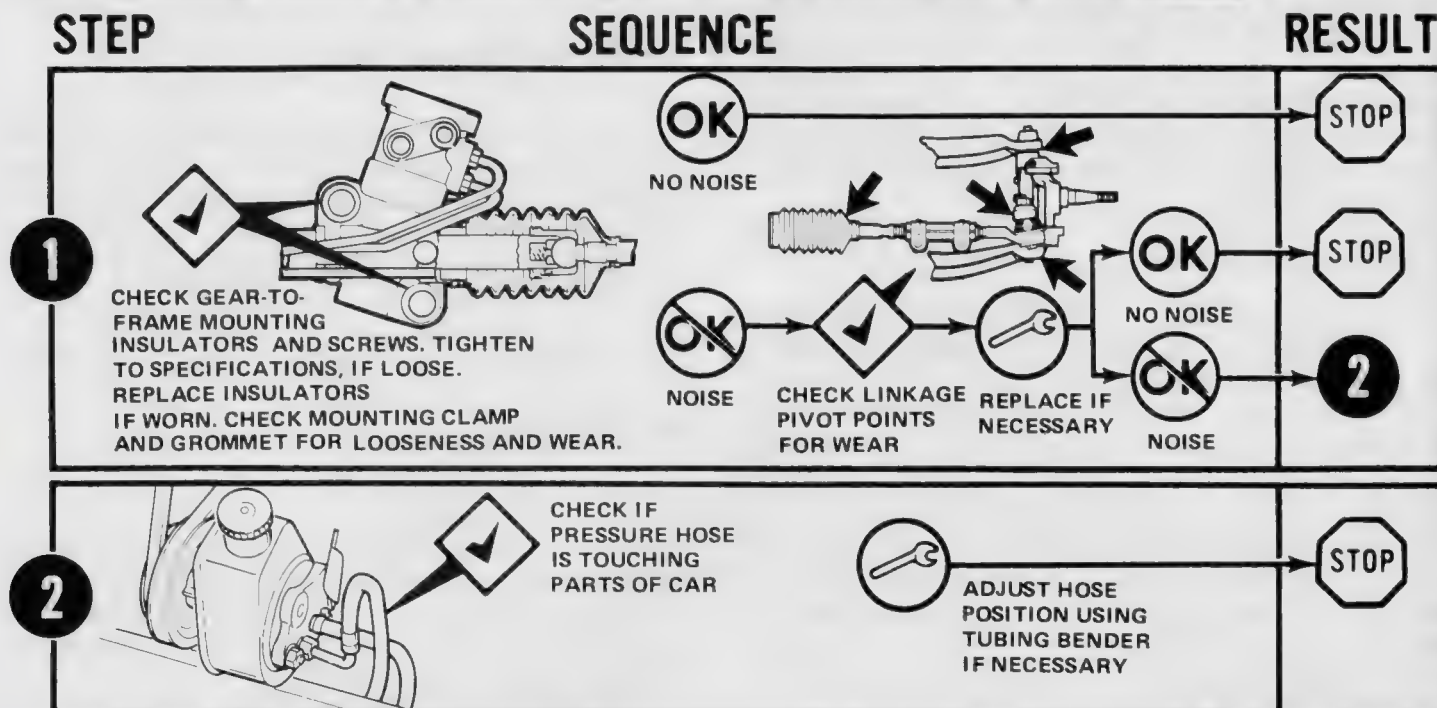 STEP SEQUENCE RESULT
1
CHECK GEAR-TO-
FRAME MOUNTING
INSULATORS AND SCREWS. TIGHTEN
TO SPECIFICATIONS, IF LOOSE.
REPLACE INSULATORS
IF WORN. CHECK MOUNTING CLAMP
AND GROMMET FOR LOOSENESS AND WEAR.
OK
NO NOISE
STOP
OK
NOISE
CHECK LINKAGE
PIVOT POINTS
FOR WEAR
REPLACE IF
NECESSARY
OK
NO NOISE
STOP
OK
NOISE
2
2
CHECK IF
PRESSURE HOSE
IS TOUCHING
PARTS OF CAR
ADJUST HOSE
POSITION USING
TUBING BENDER
IF NECESSARY
STOP